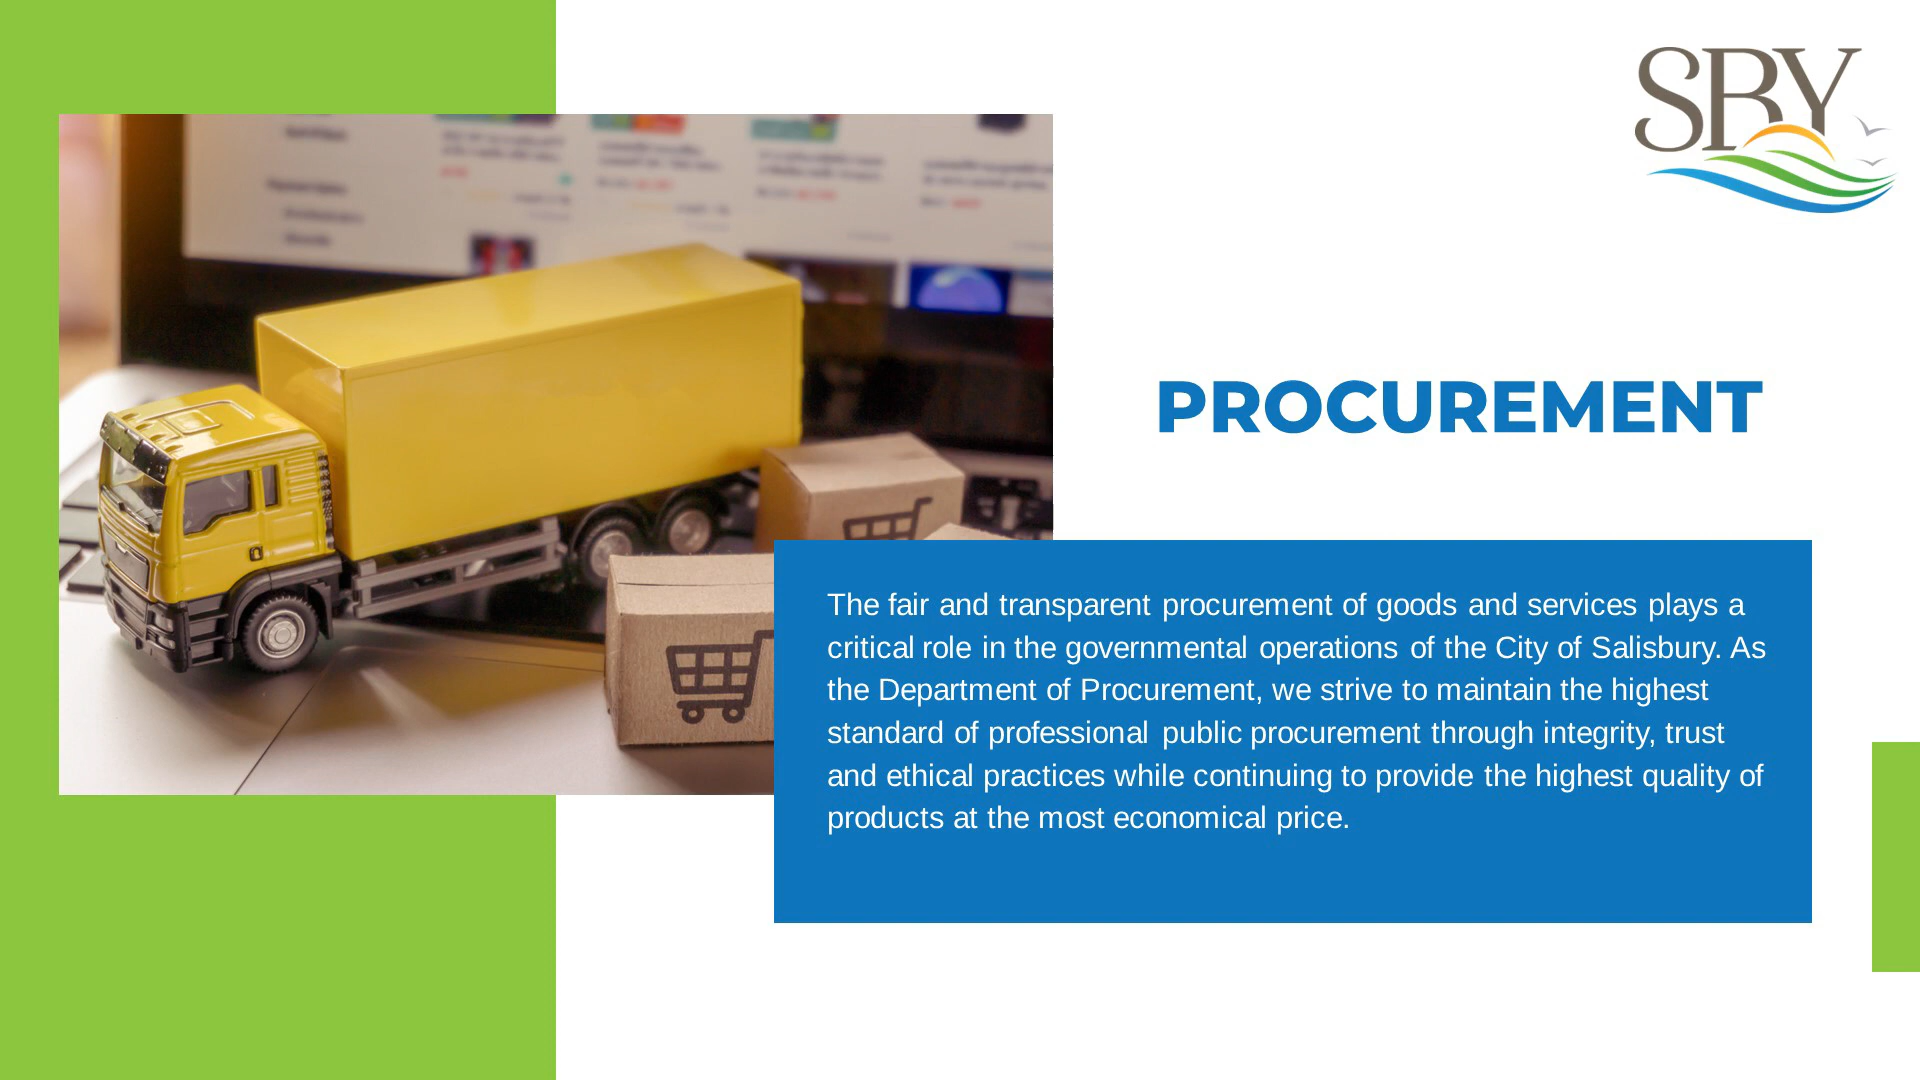 SBY
PROCUREMENT
The fair and transparent procurement of goods and services plays a
critical role in the governmental operations of the City of Salisbury. As
the Department of Procurement, we strive to maintain the highest
standard of professional public procurement through integrity, trust
and ethical practices while continuing to provide the highest quality of
products at the most economical price.